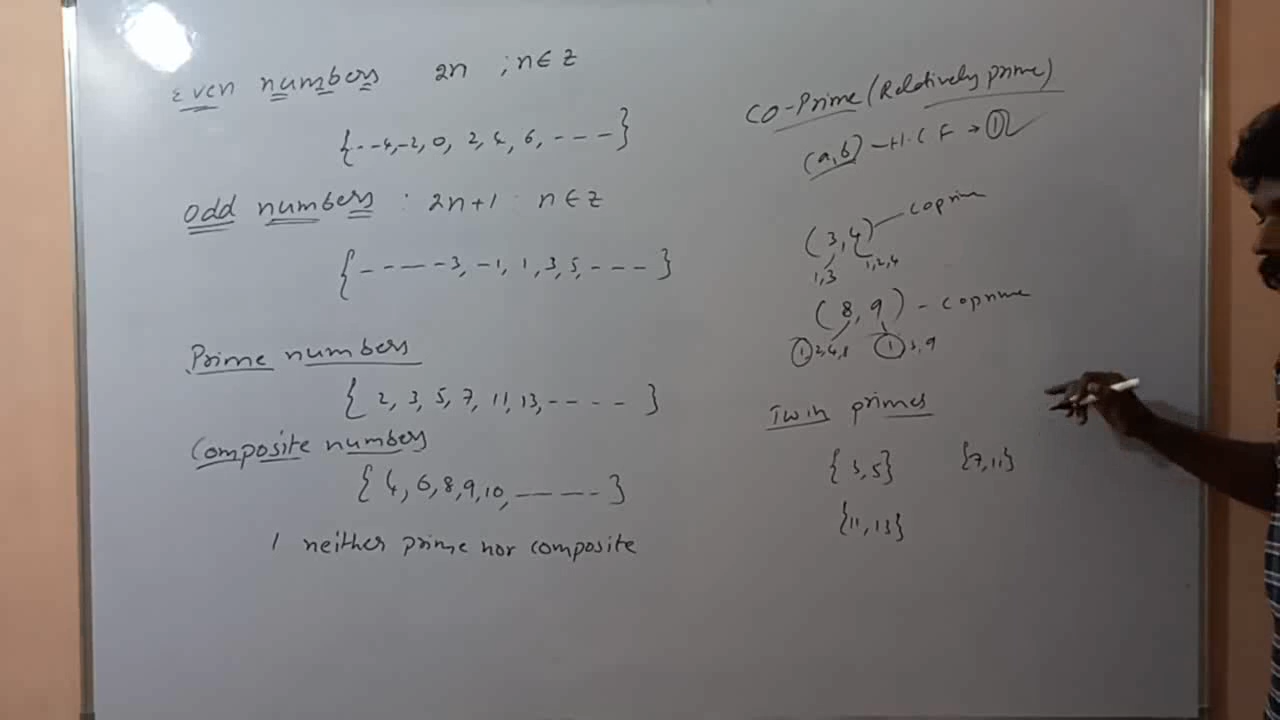 Even numbers 2n ; n ∈ Z
{ - - -4, -2, 0, 2, 4, 6, - - - }
Odd numbers : 2n+1 : n ∈ Z
{ - - - - -3, -1, 1, 3, 5, - - - }
Prime numbers
{ 2, 3, 5, 7, 11, 13, - - - - }
Composite numbers
{ 4, 6, 8, 9, 10, - - - - }
1 neither prime nor composite
CO-Prime (Relatively prime)
(a, b) – H.C F → 1
(3, 4) coprime
1,3 1,2,4
(8, 9) - coprime
1, 2,4,8 1 3, 9
Twin primes
{ 3, 5 } {7, 11}
{11, 13}